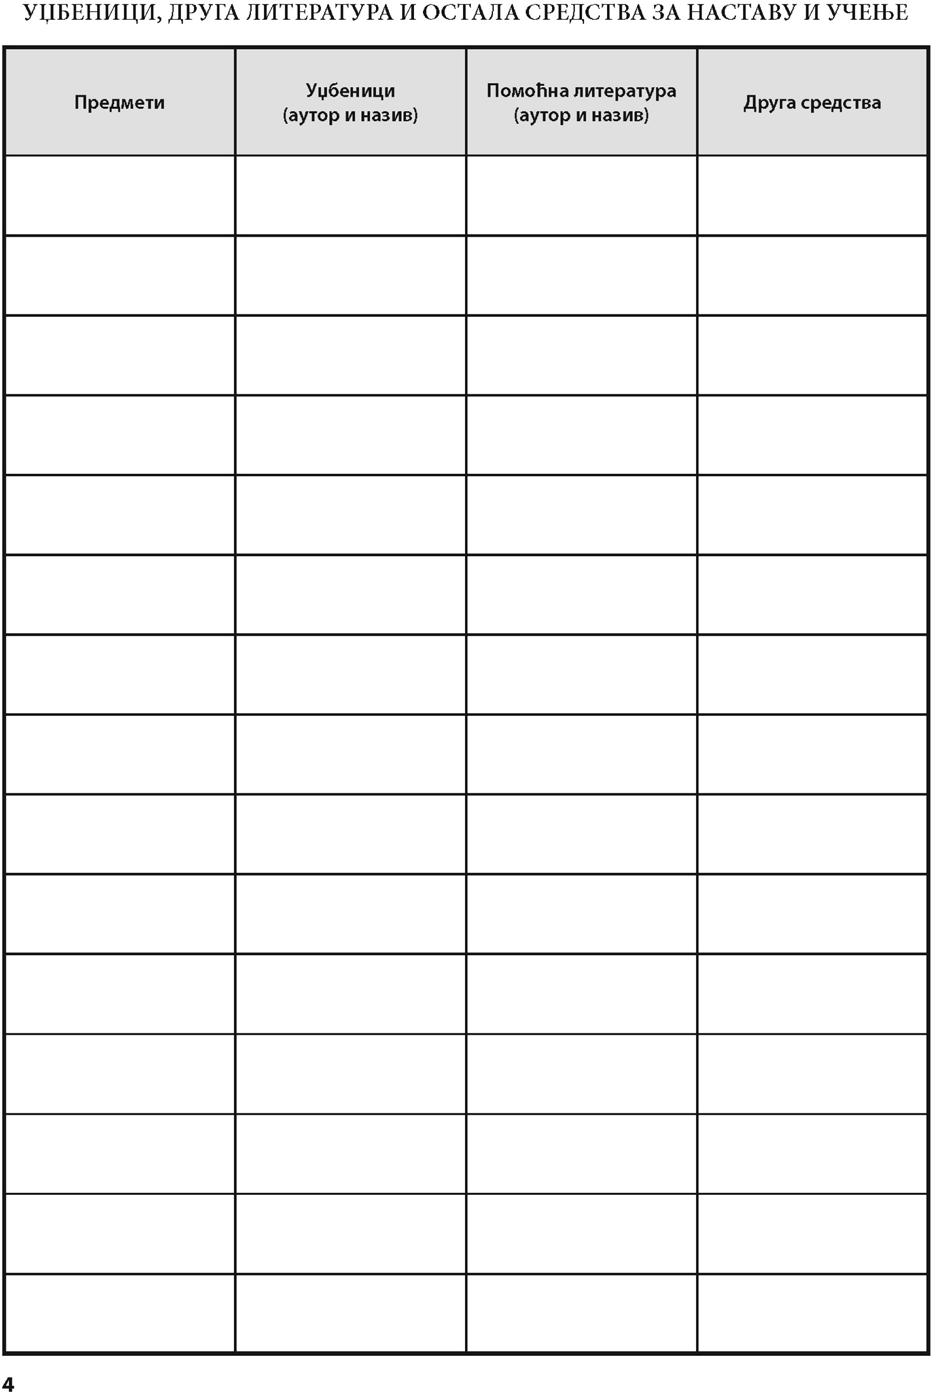 УЏБЕНИЦИ, ДРУГА ЛИТЕРАТУРА И ОСТАЛА СРЕДСТВА ЗА НАСТАВУ И УЧЕЊЕ
Предмети
Уџбеници
(аутор и назив)
Помоћна литература
(аутор и назив)
Друга средства
4